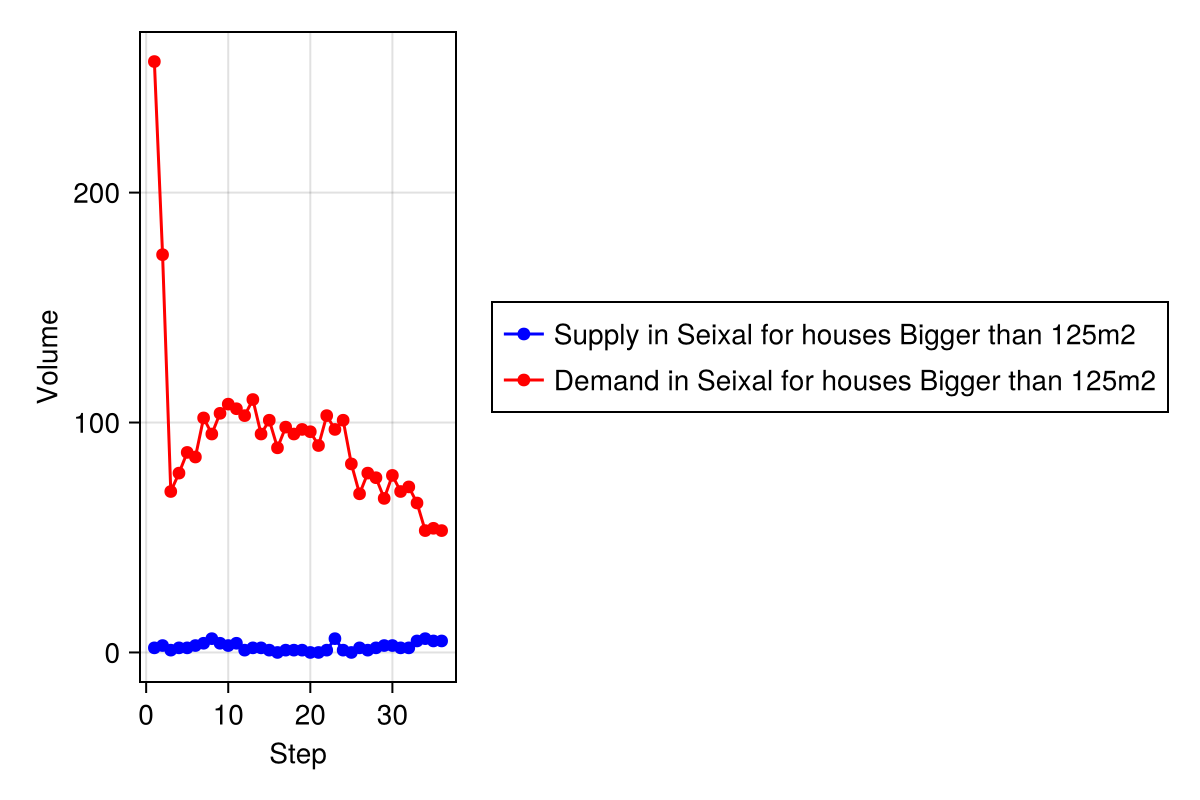 200
100
0
Volume
0 10 20 30
Step
Supply in Seixal for houses Bigger than 125m2
Demand in Seixal for houses Bigger than 125m2